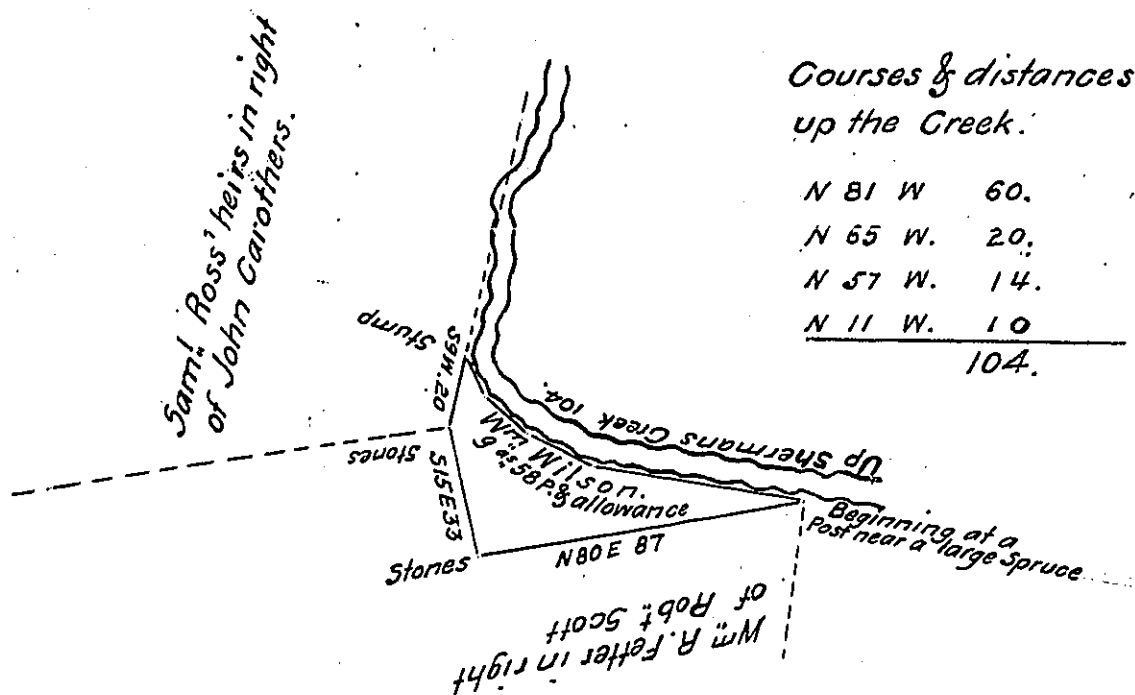 Sam.l Ross' heirs in right
of John Carothers.
Courses & distances
up the Creek.
N 81 W 60.
N 65 W. 20.
N 57 W. 14.
N 11 W. 10
104.
Stump
S9W.20
Up Shermans Creek 104.
Stones
S15E33
Wm Wilson.
6 as 58 P. & allowance
Beginning at a
Post near a large Spruce
Stones
N80E 87
Wm. R. Fetter in right
of Robt. Scott